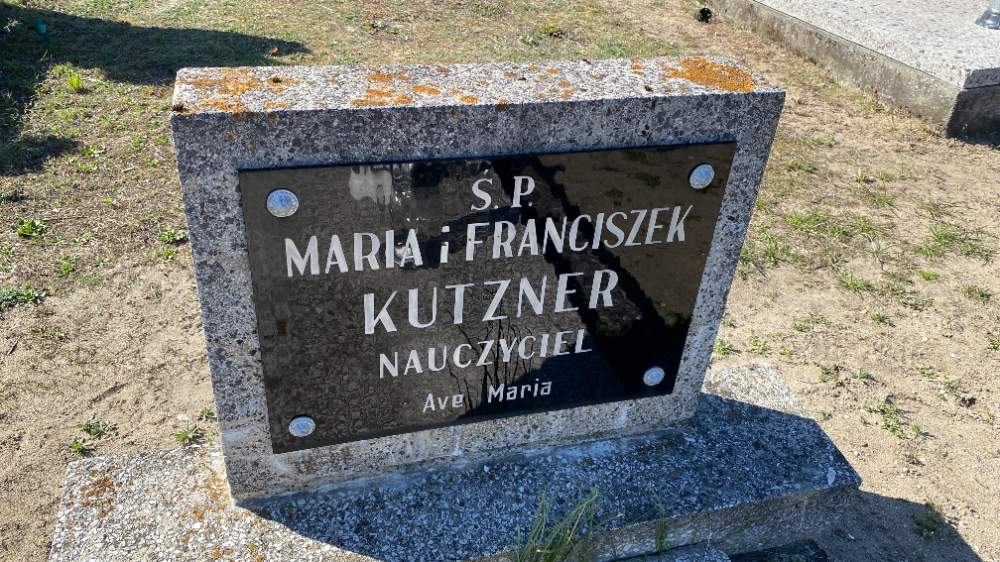 Ś. P.
MARIA i FRANCISZEK
KUTZNER
NAUCZYCIEL
Ave Maria